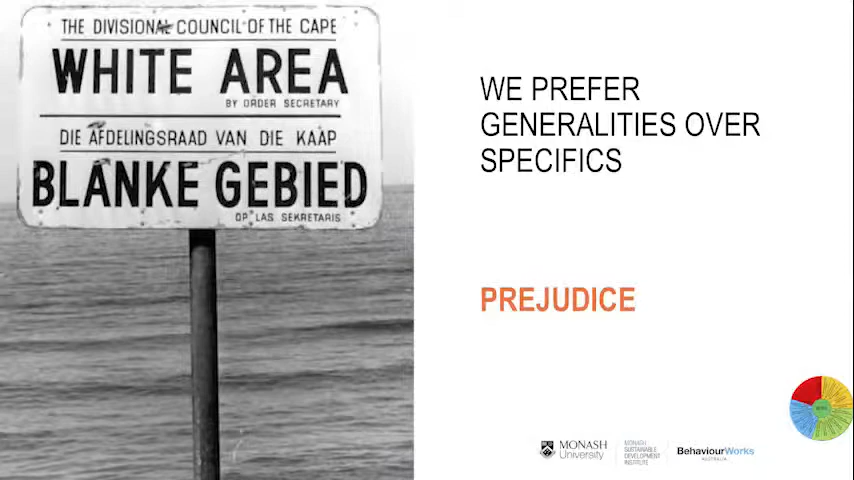 THE DIVISIONAL COUNCIL OF THE CAPE
WHITE AREA
BY ORDER SECRETARY
DIE AFDELINGSRAAD VAN DIE KAAP
BLANKE GEBIED
OP LAS SEKRETARIS
WE PREFER
GENERALITIES OVER
SPECIFICS
PREJUDICE
MONASH
University
MONASH
SUSTAINABLE
DEVELOPMENT
INSTITUTE
BehaviourWorks
AUSTRALIA